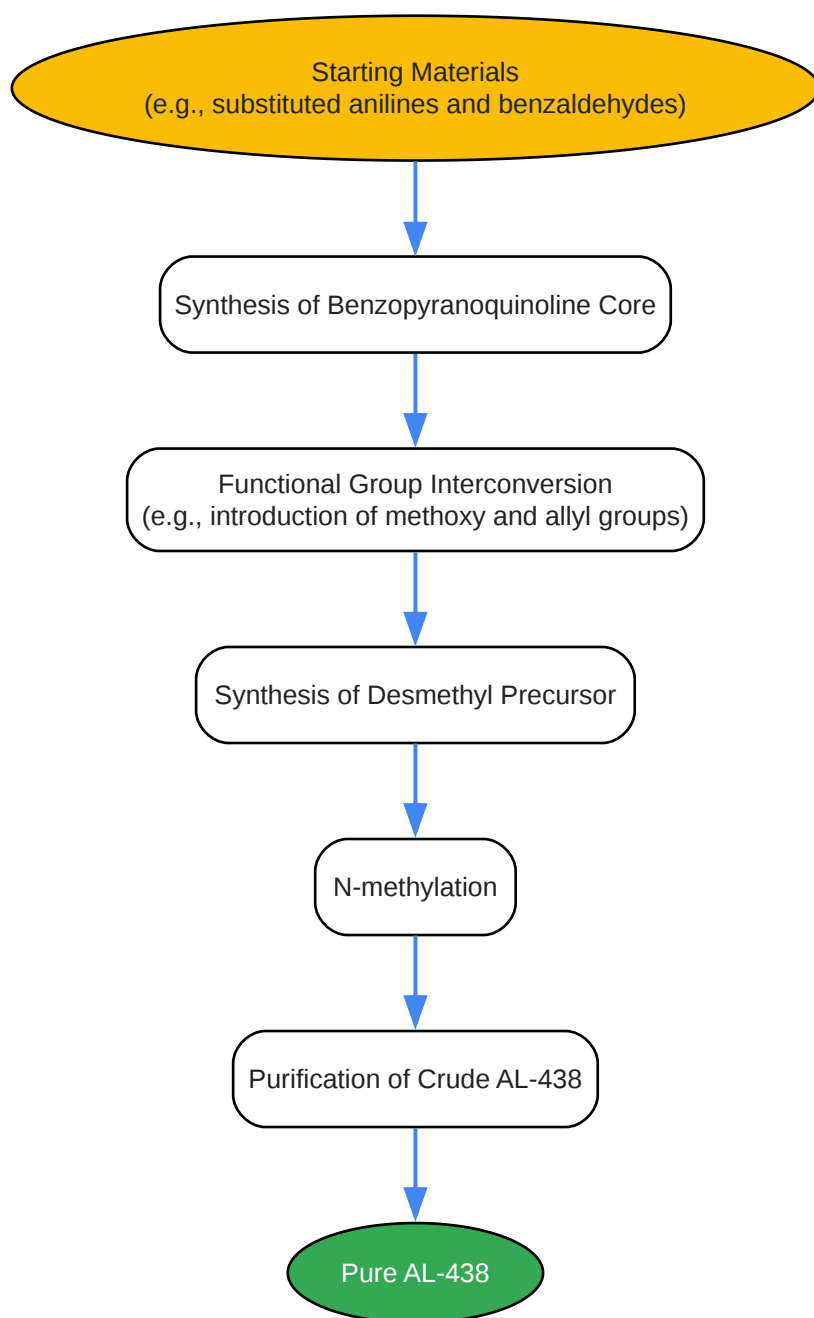 Starting Materials
(e.g., substituted anilines and benzaldehydes)
Synthesis of Benzopyranoquinoline Core
Functional Group Interconversion
(e.g., introduction of methoxy and allyl groups)
Synthesis of Desmethyl Precursor
N-methylation
Purification of Crude AL-438
Pure AL-438